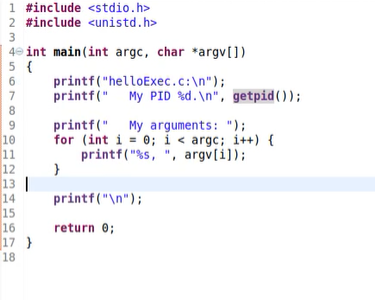 1 #include <stdio.h>
2 #include <unistd.h>
3
4 int main(int argc, char *argv[])
5 {
6     printf("helloExec.c:\n");
7     printf("   My PID %d.\n", getpid());
8
9     printf("   My arguments: ");
10     for (int i = 0; i < argc; i++) {
11         printf("%s, ", argv[i]);
12     }
13
14     printf("\n");
15
16     return 0;
17 }
18